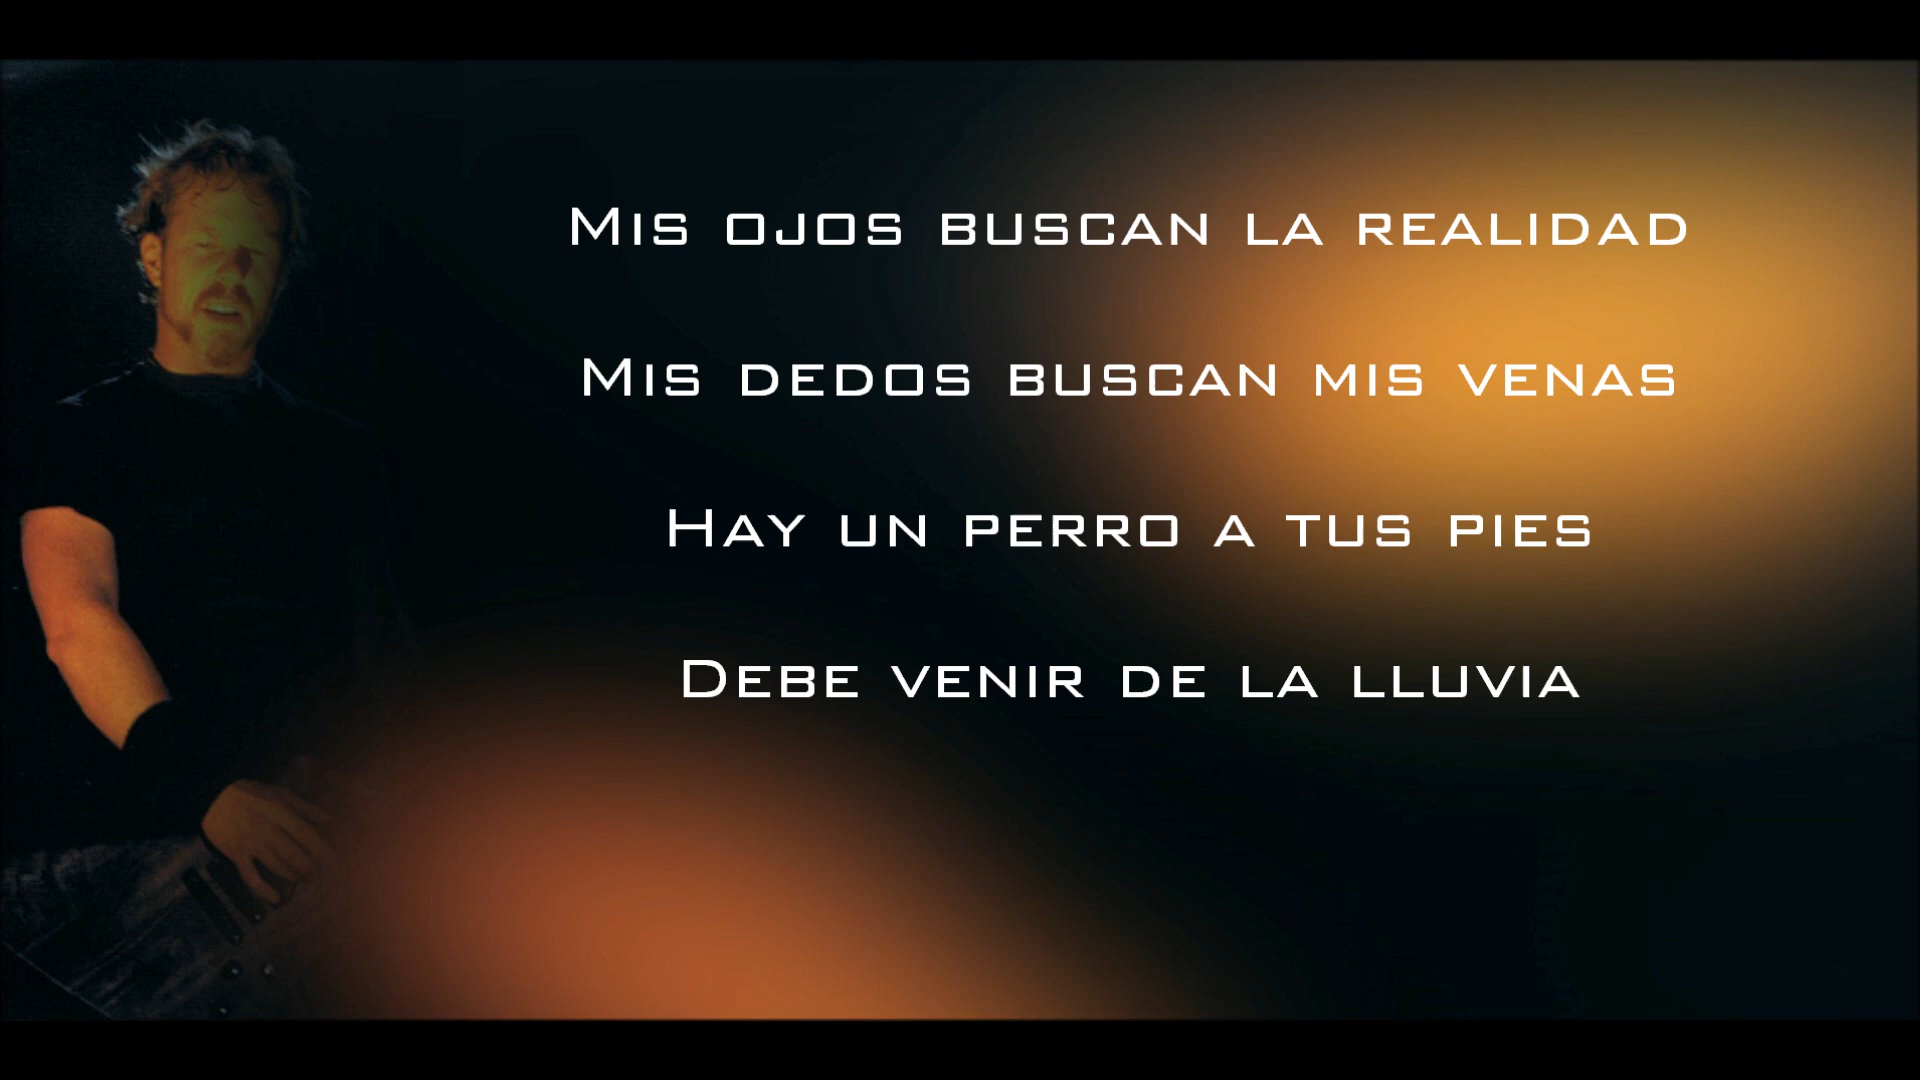 Mis ojos buscan la realidad
Mis dedos buscan mis venas
Hay un perro a tus pies
Debe venir de la lluvia